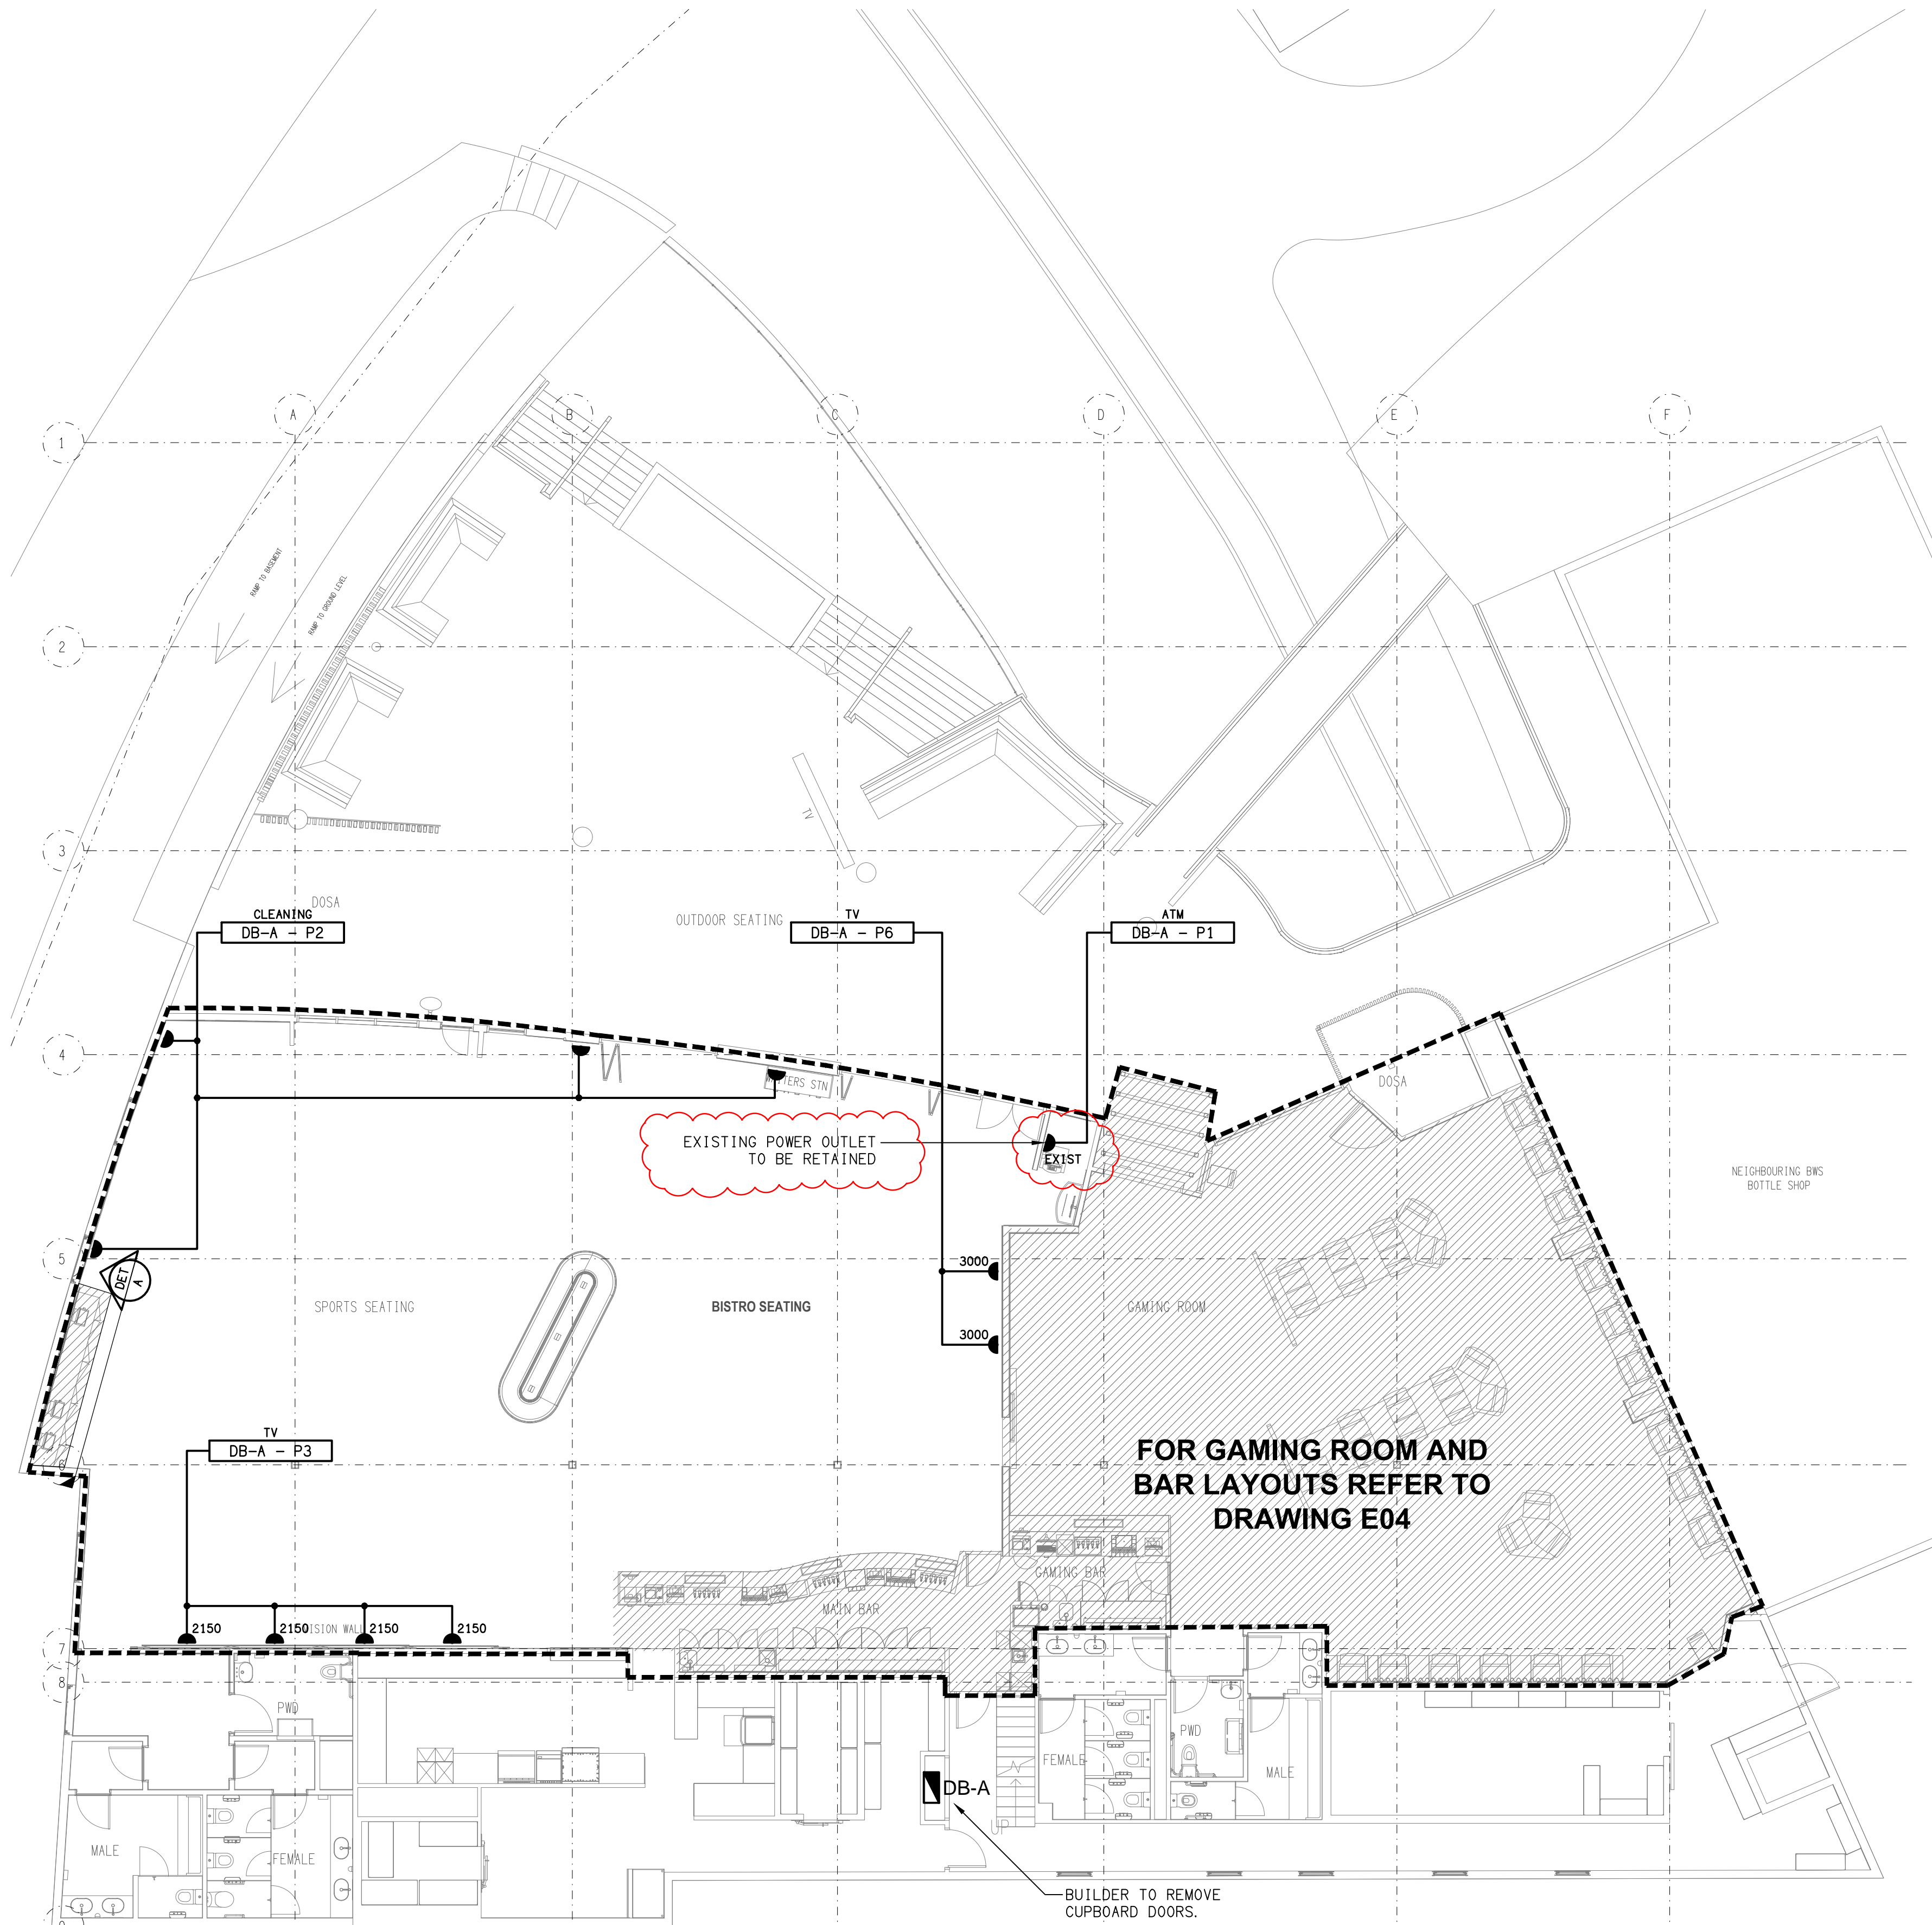 A
B
C
D
E
F
1
RAMP TO BASEMENT
RAMP TO GROUND LEVEL
2
TV
3
DOSA
CLEANING
DB-A - P2
OUTDOOR SEATING
TV
DB-A - P6
ATM
DB-A - P1
4
STN
DOSA
EXISTING POWER OUTLET
TO BE RETAINED
EXIST
NEIGHBOURING BWS
BOTTLE SHOP
5
DET
A
3000
SPORTS SEATING
BISTRO SEATING
GAMING ROOM
3000
TV
DB-A - P3
6
FOR GAMING ROOM AND
BAR LAYOUTS REFER TO
DRAWING E04
GAMING BAR
MAIN BAR
2150
2150
2150
2150
7
8
PWD
PWD
FEMALE
MALE
DB-A
UP
MALE
FEMALE
BUILDER TO REMOVE
CUPBOARD DOORS.